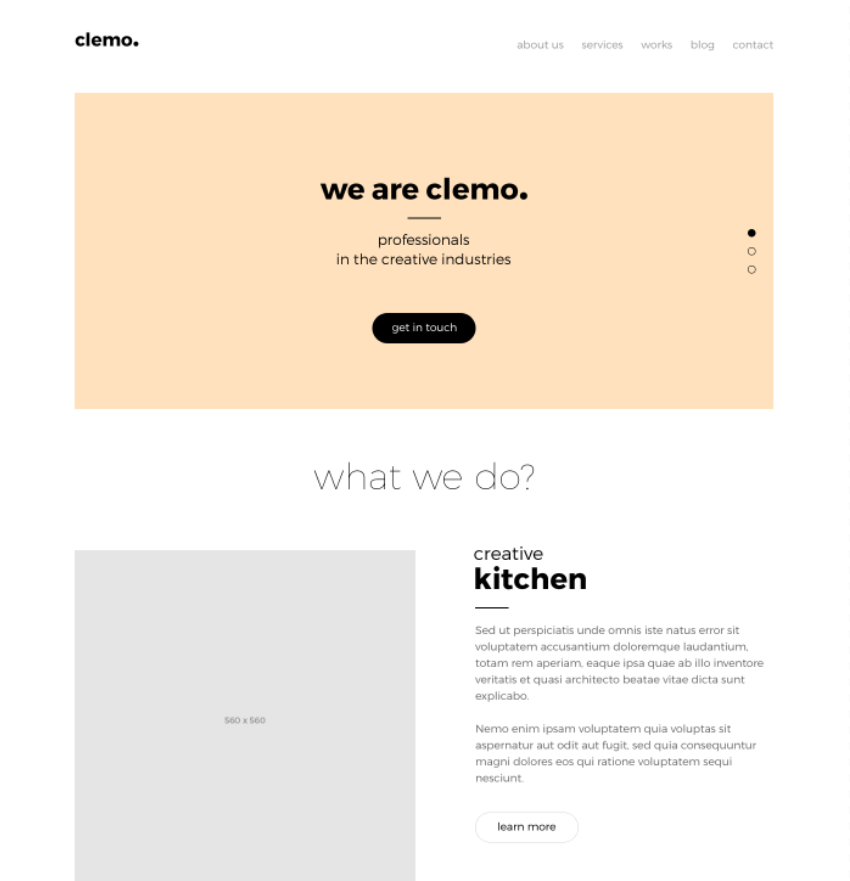 clemo.
about us services works blog contact
we are clemo.
professionals
in the creative industries
get in touch
what we do?
creative
kitchen
560 x 560
Sed ut perspiciatis unde omnis iste natus error sit
voluptatem accusantium doloremque laudantium,
totam rem aperiam, eaque ipsa quae ab illo inventore
veritatis et quasi architecto beatae vitae dicta sunt
explicabo.
Nemo enim ipsam voluptatem quia voluptas sit
aspernatur aut odit aut fugit, sed quia consequuntur
magni dolores eos qui ratione voluptatem sequi
nesciunt.
learn more